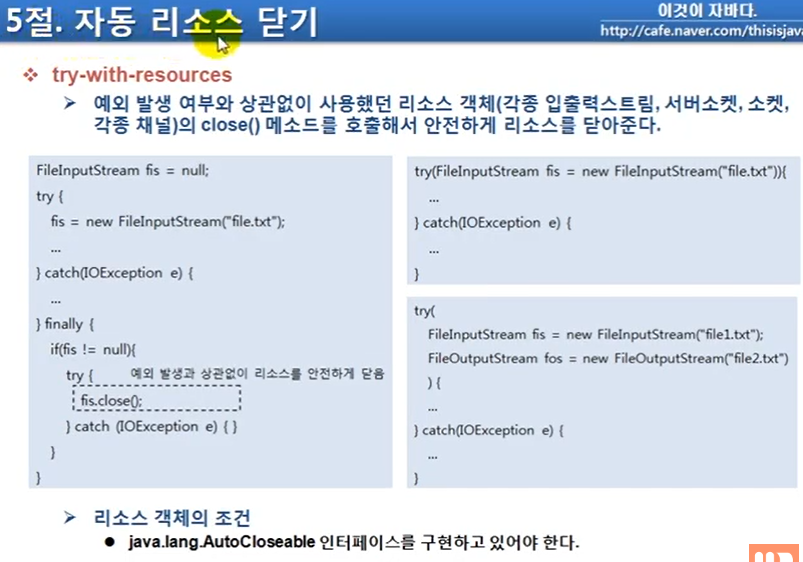 5절. 자동 리소스 닫기
이것이 자바다.
http://cafe.naver.com/thisisjava
❖ try-with-resources
➢ 예외 발생 여부와 상관없이 사용했던 리소스 객체(각종 입출력스트림, 서버소켓, 소켓,
각종 채널)의 close() 메소드를 호출해서 안전하게 리소스를 닫아준다.
FileInputStream fis = null;
try {
fis = new FileInputStream("file.txt");
...
} catch(IOException e) {
...
} finally {
if(fis != null){
try { 예외 발생과 상관없이 리소스를 안전하게 닫음
fis.close();
} catch (IOException e) { }
}
}
try(FileInputStream fis = new FileInputStream("file.txt")){
...
} catch(IOException e) {
...
}
try(
FileInputStream fis = new FileInputStream("file1.txt");
FileOutputStream fos = new FileOutputStream("file2.txt")
) {
...
} catch(IOException e) {
...
}
➢ 리소스 객체의 조건
● java.lang.AutoCloseable 인터페이스를 구현하고 있어야 한다.